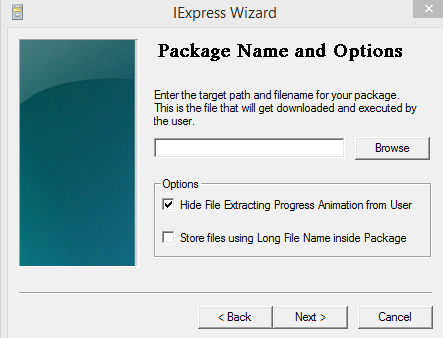 IExpress Wizard
Package Name and Options
Enter the target path and filename for your package.
This is the file that will get downloaded and executed by
the user.
Browse
Options
Hide File Extracting Progress Animation from User
Store files using Long File Name inside Package
< Back
Next >
Cancel